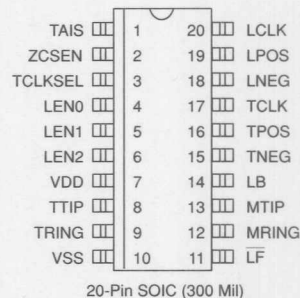 TAIS 1 20 LCLK
ZCSEN 2 19 LPOS
TCLKSEL 3 18 LNEG
LEN0 4 17 TCLK
LEN1 5 16 TPOS
LEN2 6 15 TNEG
VDD 7 14 LB
TTIP 8 13 MTIP
TRING 9 12 MRING
VSS 10 11 L̅F̅
20-Pin SOIC (300 Mil)